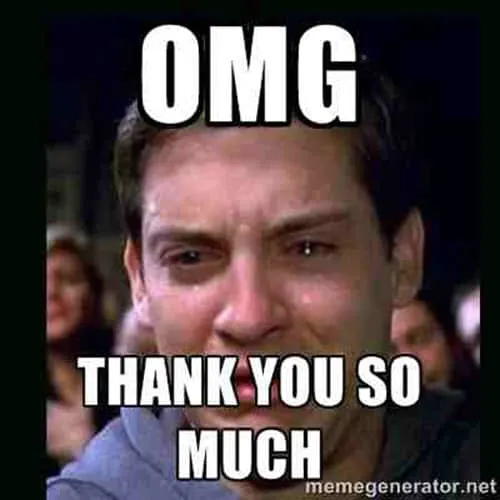 OMG
THANK YOU SO
MUCH
memegenerator.net